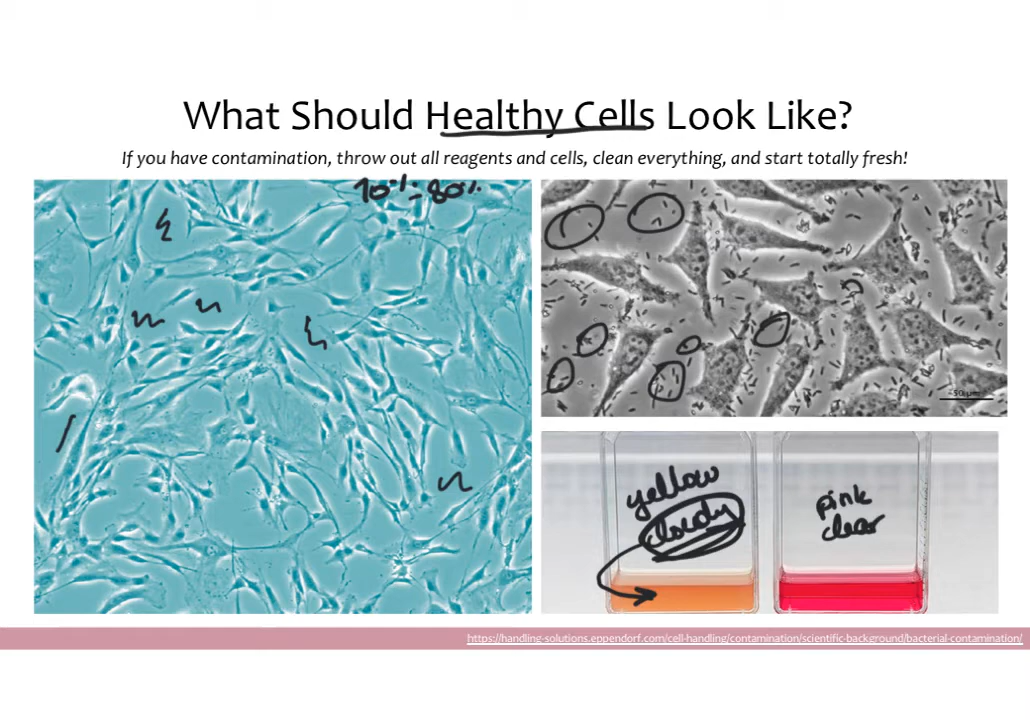 What Should Healthy Cells Look Like?
If you have contamination, throw out all reagents and cells, clean everything, and start totally fresh!
70%-80%
50 µm
yellow
cloudy
pink
clear
https://handling-solutions.eppendorf.com/cell-handling/contamination/scientific-background/bacterial-contamination/